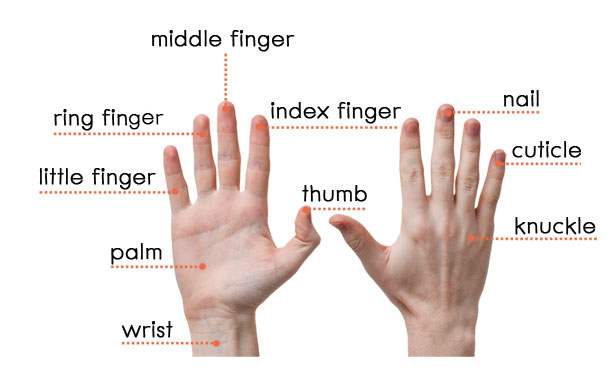 middle finger
ring finger
index finger
nail
cuticle
little finger
thumb
knuckle
palm
wrist